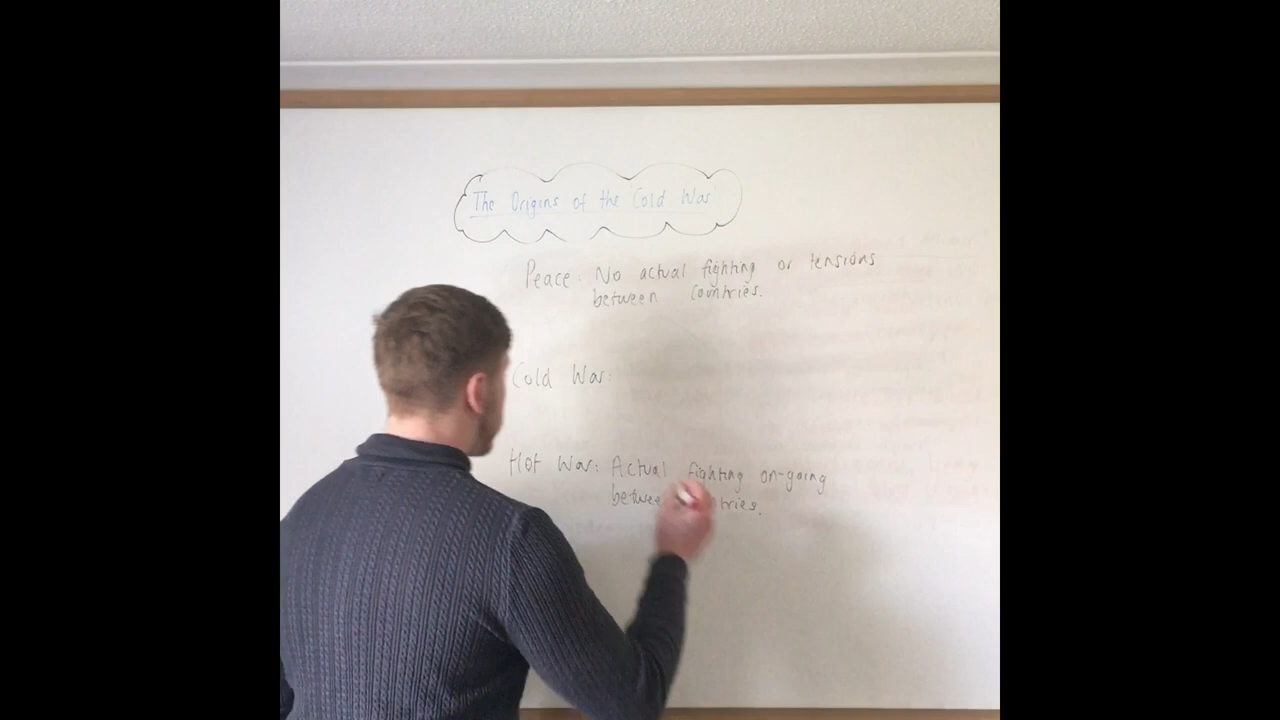 The Origins of the 'Cold War'
Peace: No actual fighting or tensions
between Countries.
Cold War:
Hot War: Actual fighting on-going
between